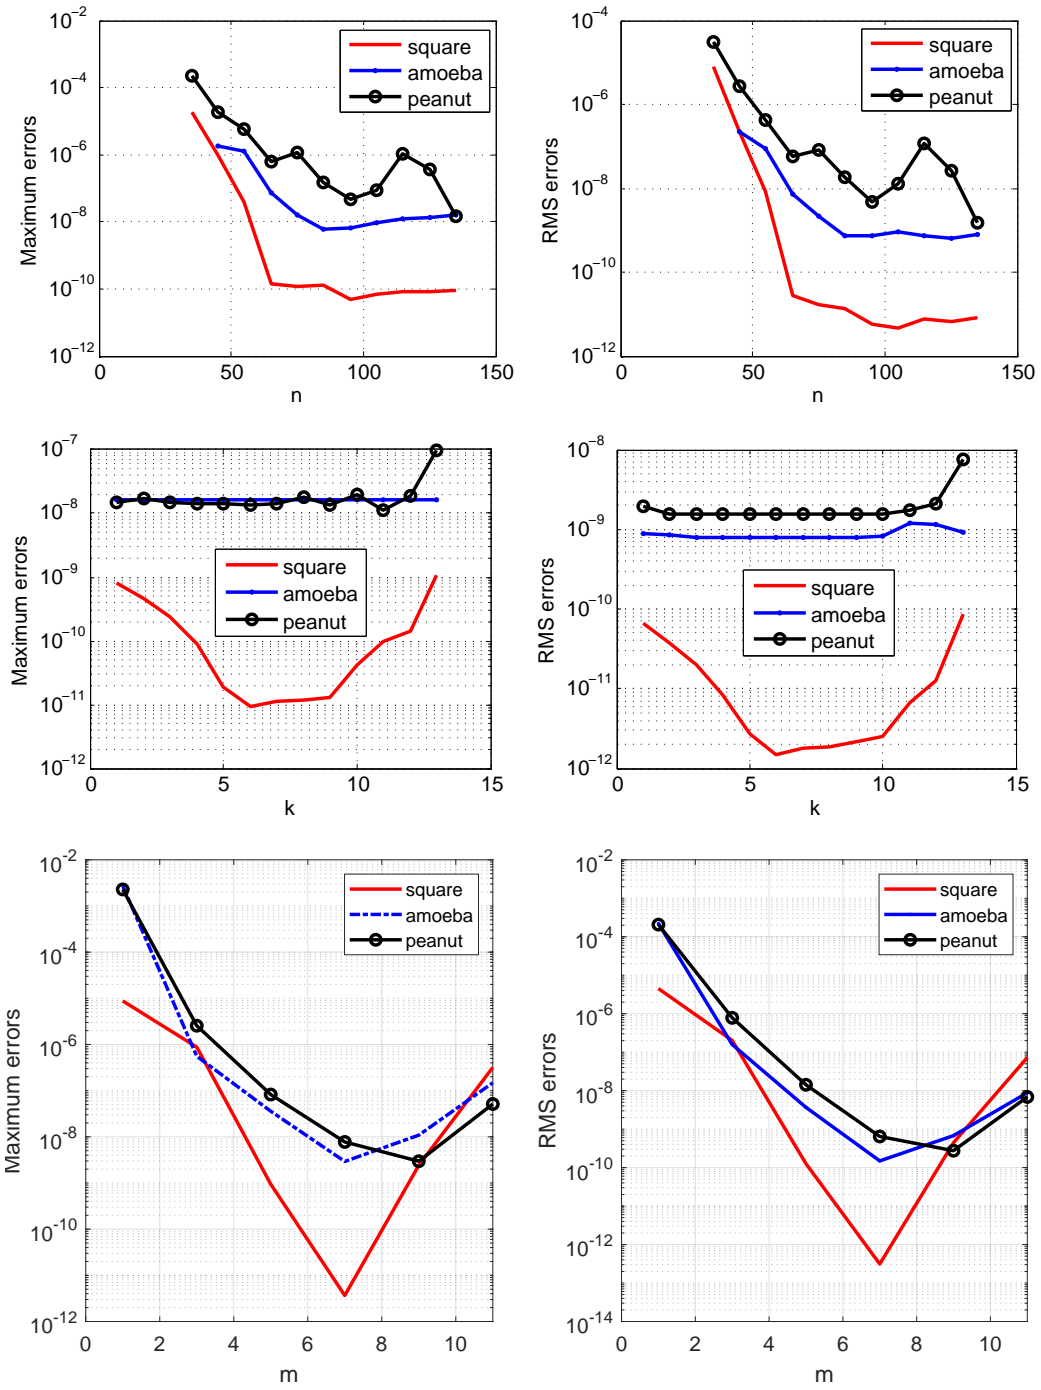 10^-2
10^-4
10^-6
10^-8
10^-10
10^-12
Maximum errors
0
50
100
150
n
square
amoeba
peanut
10^-4
10^-6
10^-8
10^-10
10^-12
RMS errors
0
50
100
150
n
square
amoeba
peanut
10^-7
10^-8
10^-9
10^-10
10^-11
10^-12
Maximum errors
0
5
10
15
k
square
amoeba
peanut
10^-8
10^-9
10^-10
10^-11
10^-12
RMS errors
0
5
10
15
k
square
amoeba
peanut
10^-2
10^-4
10^-6
10^-8
10^-10
10^-12
Maximum errors
0
2
4
6
8
10
m
square
amoeba
peanut
10^-2
10^-4
10^-6
10^-8
10^-10
10^-12
10^-14
RMS errors
0
2
4
6
8
10
m
square
amoeba
peanut